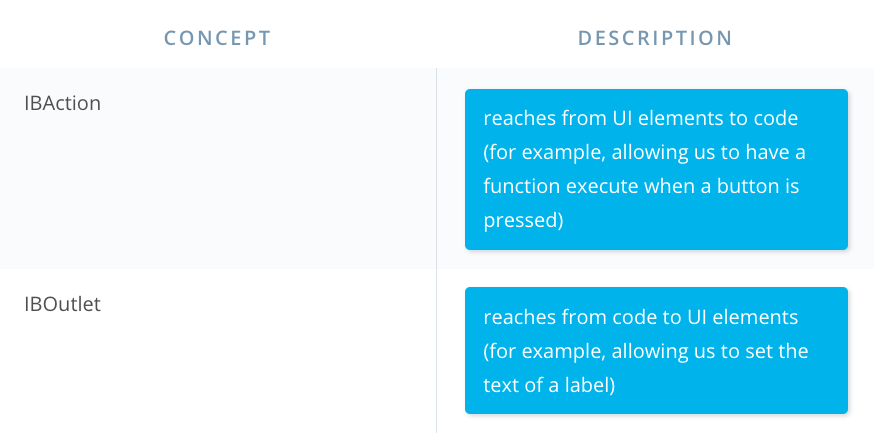 CONCEPT
DESCRIPTION
IBAction
reaches from UI elements to code
(for example, allowing us to have a
function execute when a button is
pressed)
IBOutlet
reaches from code to UI elements
(for example, allowing us to set the
text of a label)